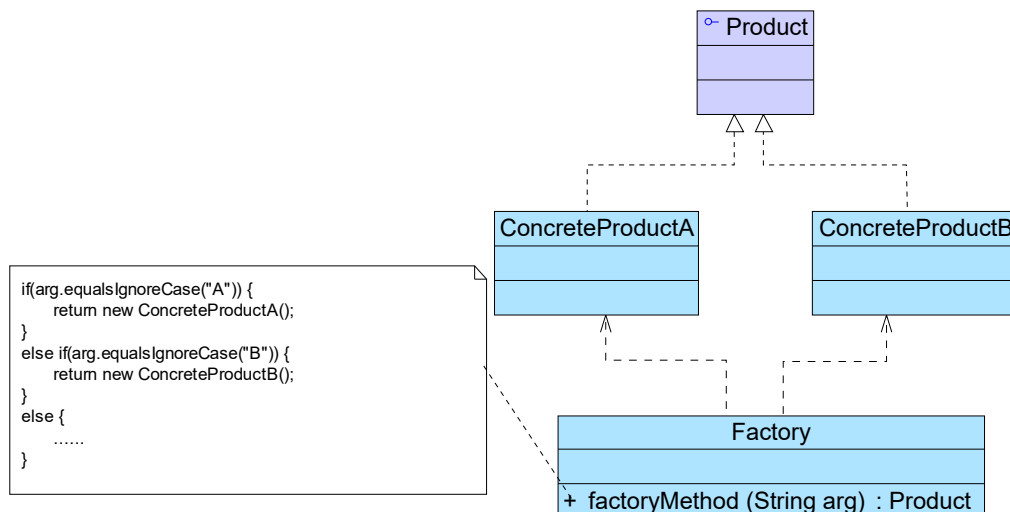 Product
ConcreteProductA
ConcreteProductB
if(arg.equalsIgnoreCase("A")) {
return new ConcreteProductA();
}
else if(arg.equalsIgnoreCase("B")) {
return new ConcreteProductB();
}
else {
......
}
Factory
+ factoryMethod (String arg) : Product